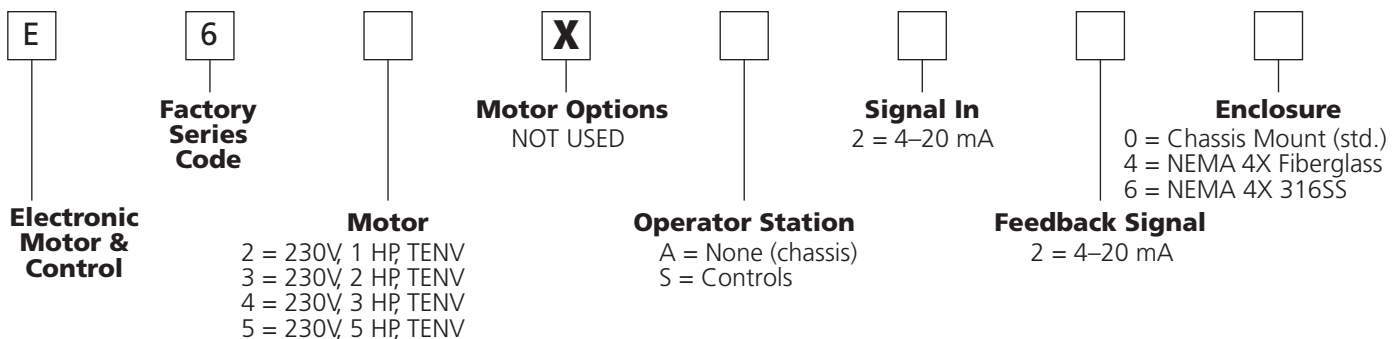 E 6 X
Factory
Series
Code
Motor Options
NOT USED
Signal In
2 = 4–20 mA
Enclosure
0 = Chassis Mount (std.)
4 = NEMA 4X Fiberglass
6 = NEMA 4X 316SS
Electronic
Motor &
Control
Motor
2 = 230V, 1 HP, TENV
3 = 230V, 2 HP, TENV
4 = 230V, 3 HP, TENV
5 = 230V, 5 HP, TENV
Operator Station
A = None (chassis)
S = Controls
Feedback Signal
2 = 4–20 mA